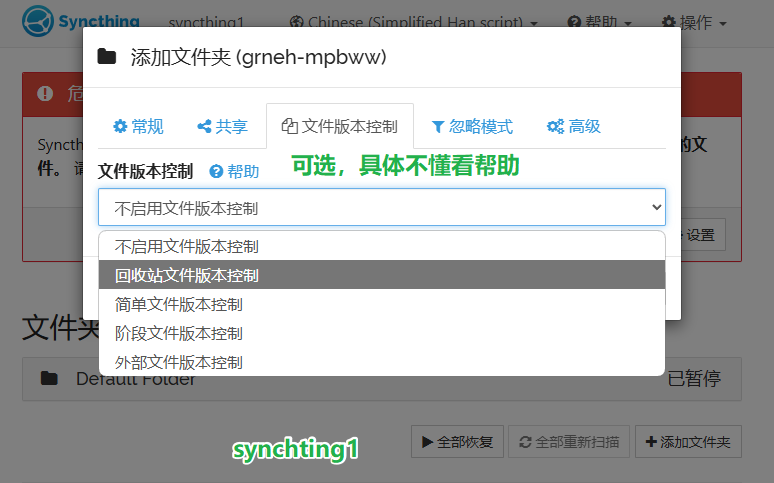 Syncthing syncthing1 Chinese (Simplified Han script) 帮助 操作
添加文件夹 (grneh-mpbww)
危
常规 共享 文件版本控制 忽略模式 高级
Syncth 的文
件。 请
文件版本控制 帮助 可选，具体不懂看帮助
不启用文件版本控制
设置
不启用文件版本控制
回收站文件版本控制
简单文件版本控制
阶段文件版本控制
外部文件版本控制
文件夹
Default Folder 已暂停
全部恢复 全部重新扫描 添加文件夹
synchting1